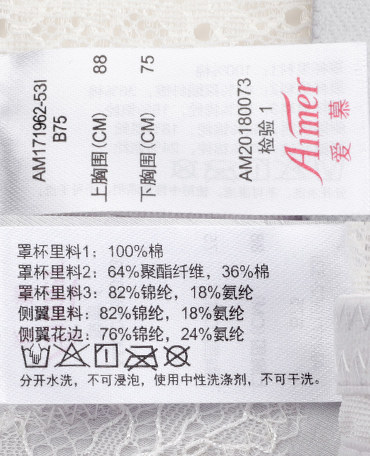 AM171962-53I
B75
上胸围(CM) 88
下胸围(CM) 75
AM20180073
检验 1
Aimer
爱慕
罩杯里料1: 100%棉
罩杯里料2: 64%聚酯纤维, 36%棉
罩杯里料3: 82%锦纶, 18%氨纶
侧翼里料: 82%锦纶, 18%氨纶
侧翼花边: 76%锦纶, 24%氨纶
分开水洗, 不可浸泡, 使用中性洗涤剂, 不可干洗。